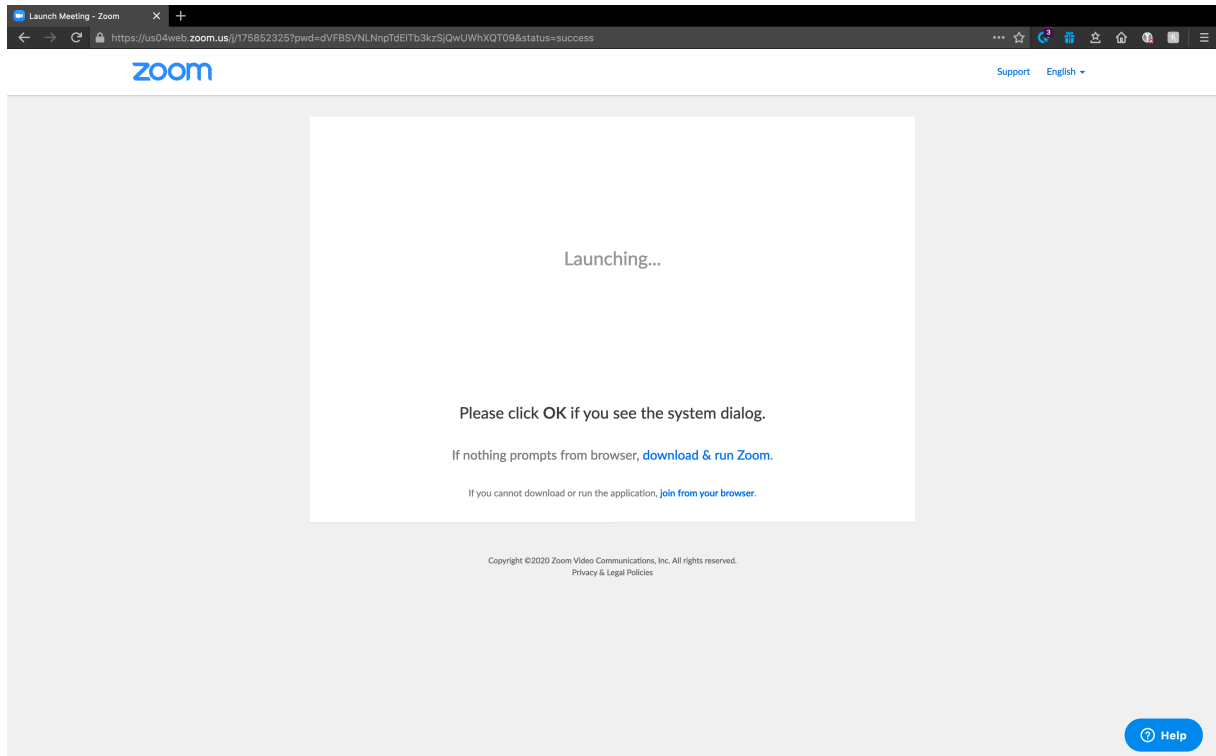 Launch Meeting - Zoom
https://us04web.zoom.us/j/175852325?pwd=dVFBSVNLNnpTdElTb3kzSjQwUWhXQT09&status=success
3
zoom
Support English
Launching...
Please click OK if you see the system dialog.
If nothing prompts from browser, download & run Zoom.
If you cannot download or run the application, join from your browser.
Copyright ©2020 Zoom Video Communications, Inc. All rights reserved.
Privacy & Legal Policies
Help